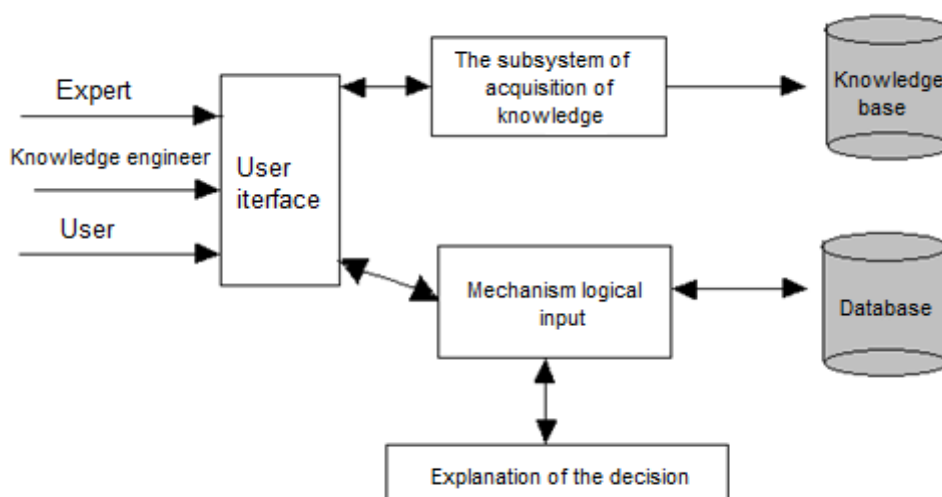 Expert
Knowledge engineer
User
User
iterface
The subsystem of
acquisition of
knowledge
Knowledge
base
Mechanism logical
input
Database
Explanation of the decision